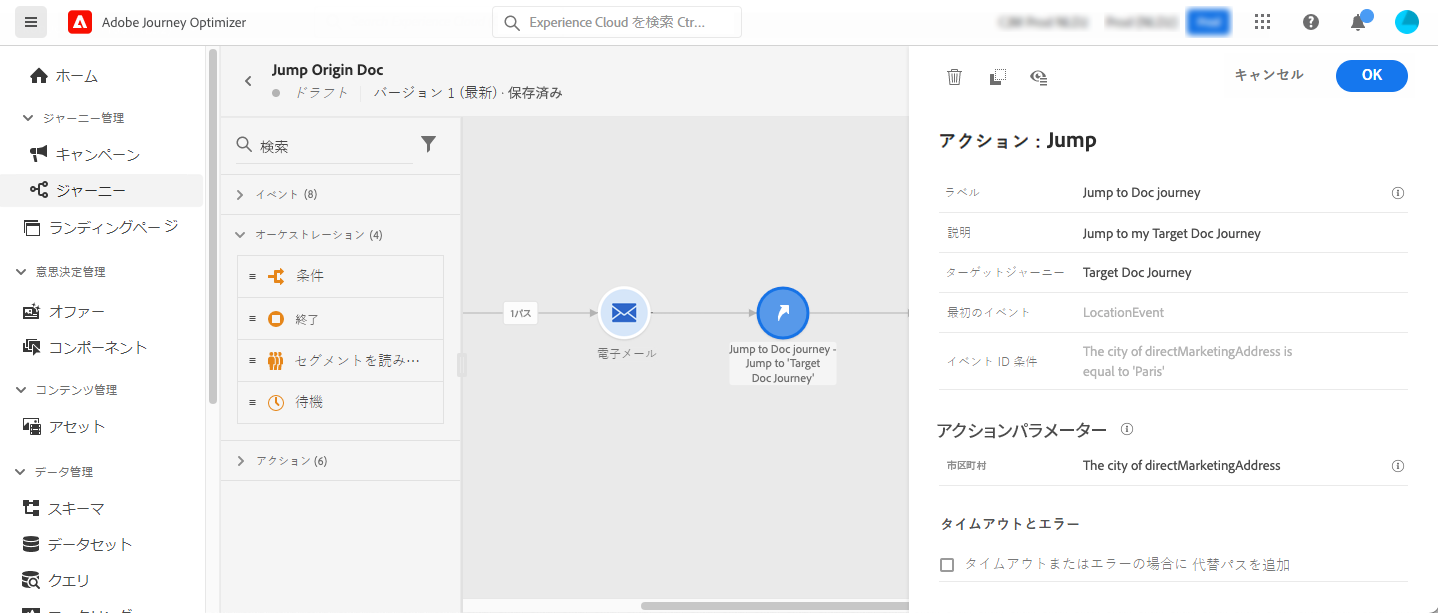 Adobe Journey Optimizer
Experience Cloud を検索 Ctr...
ホーム
ジャーニー管理
キャンペーン
ジャーニー
ランディングページ
意思決定管理
オファー
コンポーネント
コンテンツ管理
アセット
データ管理
スキーマ
データセット
クエリ
Jump Origin Doc
ドラフト
バージョン 1 (最新) · 保存済み
検索
イベント (8)
オーケストレーション (4)
条件
終了
セグメントを読み…
待機
アクション (6)
1パス
電子メール
Jump to Doc journey -
Jump to 'Target
Doc Journey'
キャンセル
OK
アクション : Jump
ラベル Jump to Doc journey
説明 Jump to my Target Doc Journey
ターゲットジャーニー Target Doc Journey
最初のイベント LocationEvent
イベント ID 条件 The city of directMarketingAddress is
equal to 'Paris'
アクションパラメーター
市区町村 The city of directMarketingAddress
タイムアウトとエラー
タイムアウトまたはエラーの場合に 代替パスを追加